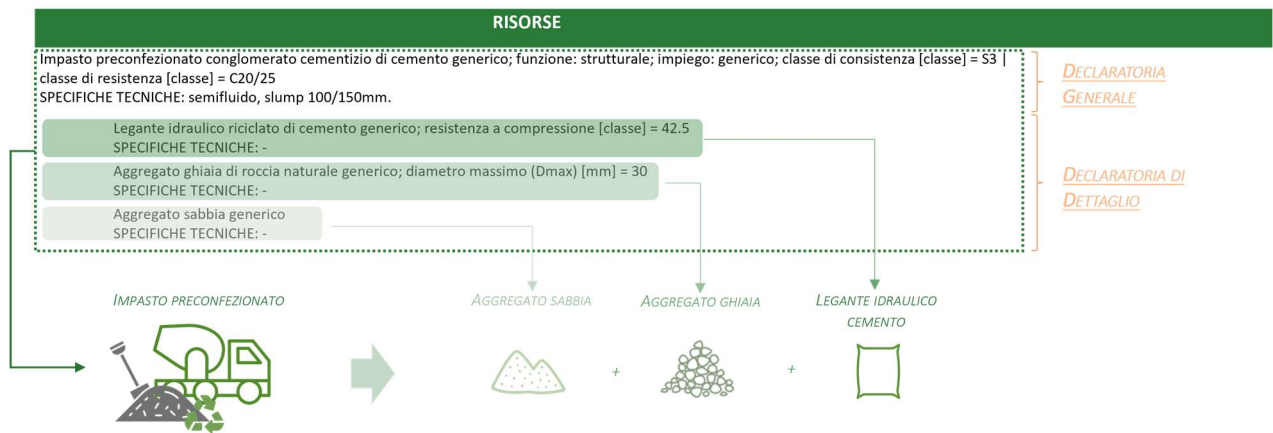 RISORSE
Impasto preconfezionato conglomerato cementizio di cemento generico; funzione: strutturale; impiego: generico; classe di consistenza [classe] = S3 |
classe di resistenza [classe] = C20/25
SPECIFICHE TECNICHE: semifluido, slump 100/150mm.
DECLARATORIA
GENERALE
Legante idraulico riciclato di cemento generico; resistenza a compressione [classe] = 42.5
SPECIFICHE TECNICHE: -
Aggregato ghiaia di roccia naturale generico; diametro massimo (Dmax) [mm] = 30
SPECIFICHE TECNICHE: -
Aggregato sabbia generico
SPECIFICHE TECNICHE: -
DECLARATORIA DI
DETTAGLIO
IMPASTO PRECONFEZIONATO
AGGREGATO SABBIA
AGGREGATO GHIAIA
LEGANTE IDRAULICO
CEMENTO
+
+